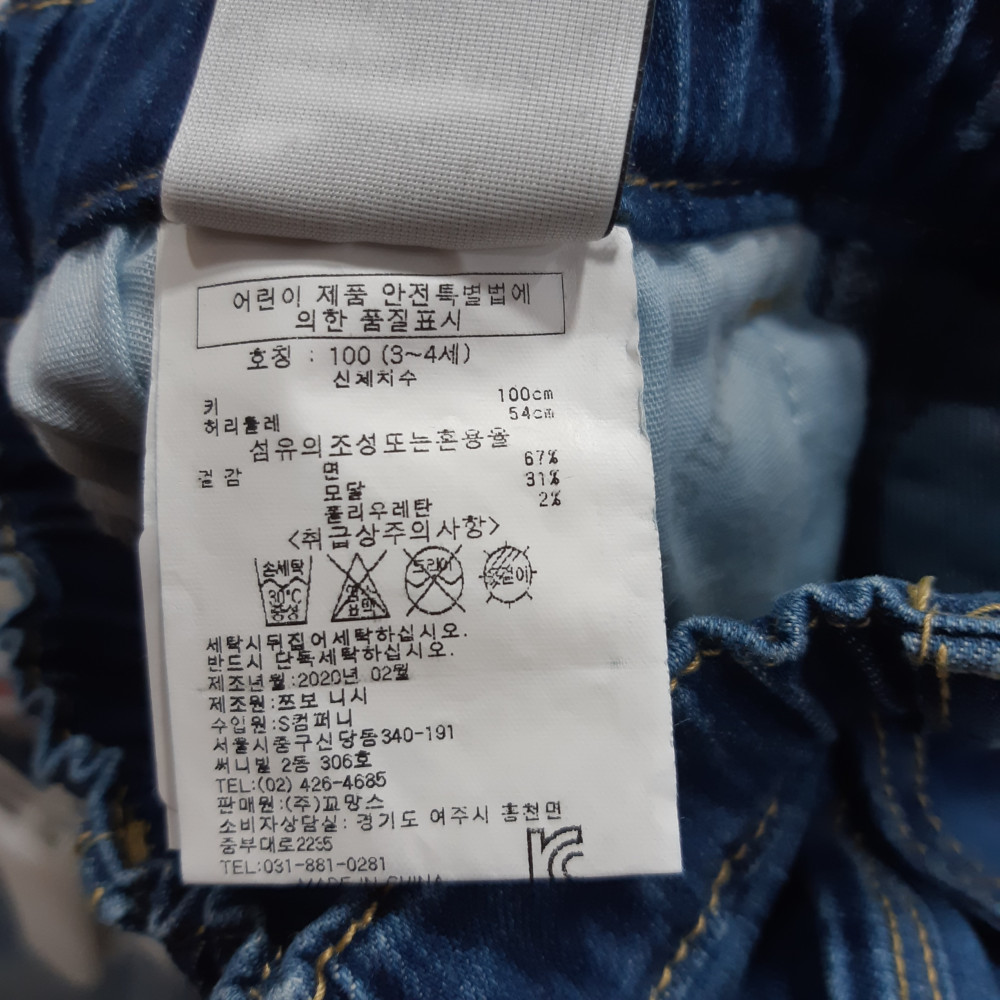 어린이 제품 안전특별법에
의한 품질표시
호칭 : 100 (3~4세)
신체치수
키 100cm
허리둘레 54cm
섬유의조성또는혼용율
겉감 면 67%
모달 31%
폴리우레탄 2%
<취급상주의사항>
손세탁 드라이
30℃
중성
세탁시뒤집어세탁하십시오.
반드시 단독세탁하십시오.
제조년월:2020년 02월
제조원:쯔보 니시
수입원:S컴퍼니
서울시중구신당동340-191
써니빌 2동 306호
TEL:(02) 426-4685
판매원:(주)꼬망스
소비자상담실: 경기도 여주시 흥천면
중부대로2235
TEL:031-881-0281
MADE IN CHINA